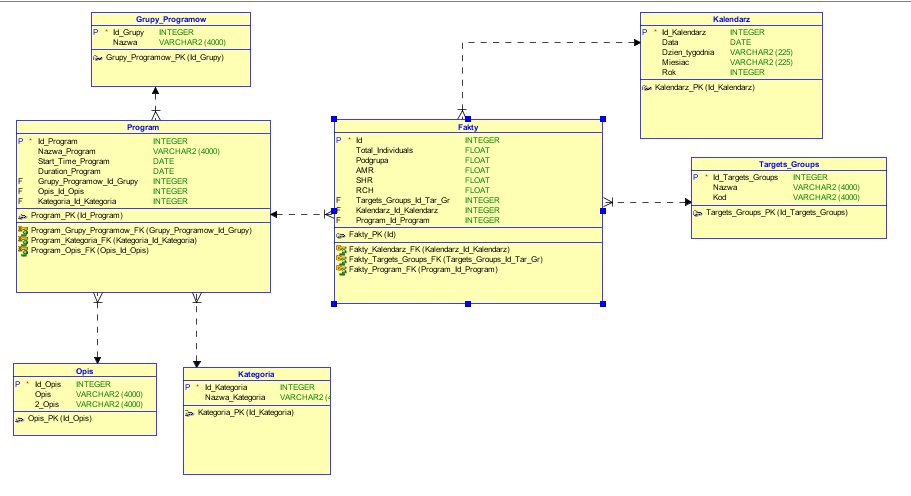 Grupy_Programow
P * Id_Grupy INTEGER
Nazwa VARCHAR2 (4000)
Grupy_Programow_PK (Id_Grupy)
Kalendarz
P * Id_Kalendarz INTEGER
Data DATE
Dzien_tygodnia VARCHAR2 (225)
Miesiac VARCHAR2 (225)
Rok INTEGER
Kalendarz_PK (Id_Kalendarz)
Program
P * Id_Program INTEGER
Nazwa_Program VARCHAR2 (4000)
Start_Time_Program DATE
Duration_Program DATE
F Grupy_Programow_Id_Grupy INTEGER
F Opis_Id_Opis INTEGER
F Kategoria_Id_Kategoria INTEGER
Program_PK (Id_Program)
Program_Grupy_Programow_FK (Grupy_Programow_Id_Grupy)
Program_Kategoria_FK (Kategoria_Id_Kategoria)
Program_Opis_FK (Opis_Id_Opis)
Fakty
P * Id INTEGER
Total_Individuals FLOAT
Podgrupa FLOAT
AMR FLOAT
SHR FLOAT
RCH FLOAT
F Targets_Groups_Id_Tar_Gr INTEGER
F Kalendarz_Id_Kalendarz INTEGER
F Program_Id_Program INTEGER
Fakty_PK (Id)
Fakty_Kalendarz_FK (Kalendarz_Id_Kalendarz)
Fakty_Targets_Groups_FK (Targets_Groups_Id_Tar_Gr)
Fakty_Program_FK (Program_Id_Program)
Targets_Groups
P * Id_Targets_Groups INTEGER
Nazwa VARCHAR2 (4000)
Kod VARCHAR2 (4000)
Targets_Groups_PK (Id_Targets_Groups)
Opis
P * Id_Opis INTEGER
Opis VARCHAR2 (4000)
2_Opis VARCHAR2 (4000)
Opis_PK (Id_Opis)
Kategoria
P * Id_Kategoria INTEGER
Nazwa_Kategoria VARCHAR2 (4
Kategoria_PK (Id_Kategoria)